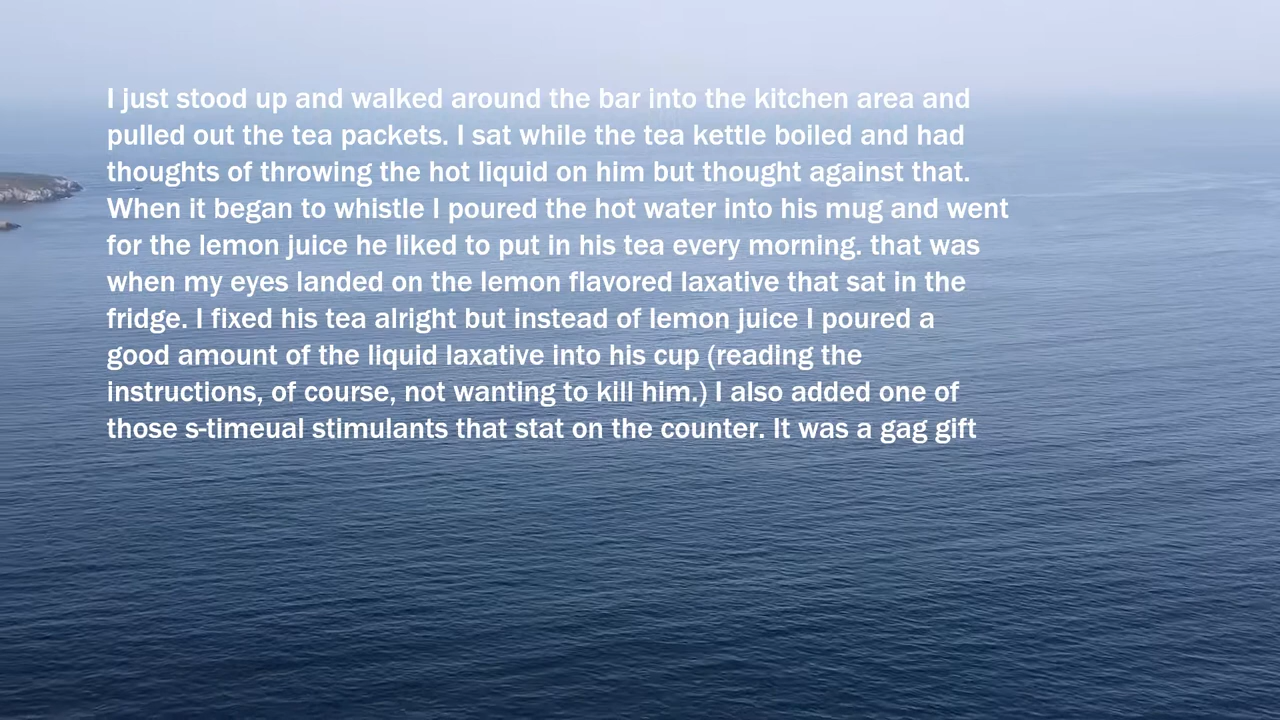 I just stood up and walked around the bar into the kitchen area and
pulled out the tea packets. I sat while the tea kettle boiled and had
thoughts of throwing the hot liquid on him but thought against that.
When it began to whistle I poured the hot water into his mug and went
for the lemon juice he liked to put in his tea every morning. that was
when my eyes landed on the lemon flavored laxative that sat in the
fridge. I fixed his tea alright but instead of lemon juice I poured a
good amount of the liquid laxative into his cup (reading the
instructions, of course, not wanting to kill him.) I also added one of
those s-timeual stimulants that stat on the counter. It was a gag gift